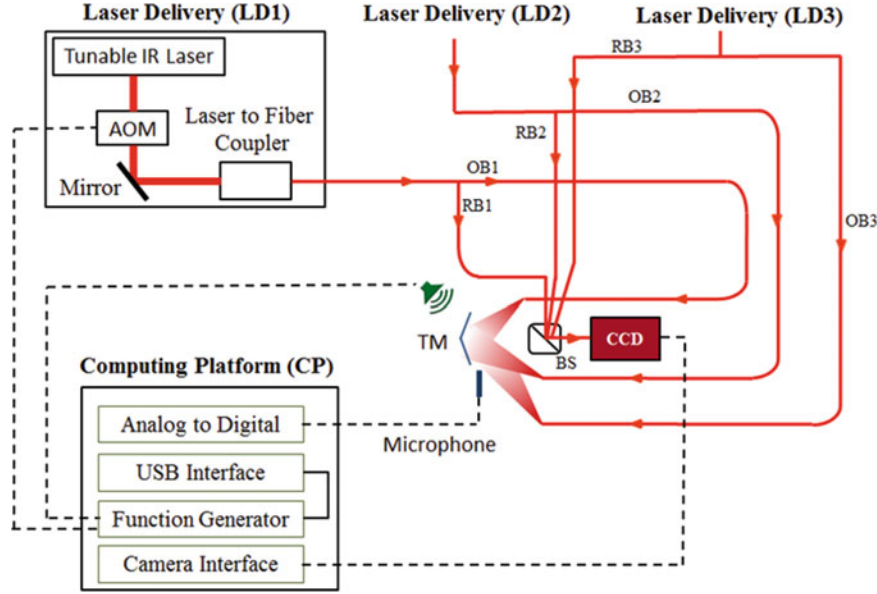 Laser Delivery (LD1)
Laser Delivery (LD2)
Laser Delivery (LD3)
Tunable IR Laser
AOM
Laser to Fiber
Coupler
Mirror
RB3
OB2
RB2
OB1
RB1
OB3
TM
BS
CCD
Computing Platform (CP)
Analog to Digital
Microphone
USB Interface
Function Generator
Camera Interface